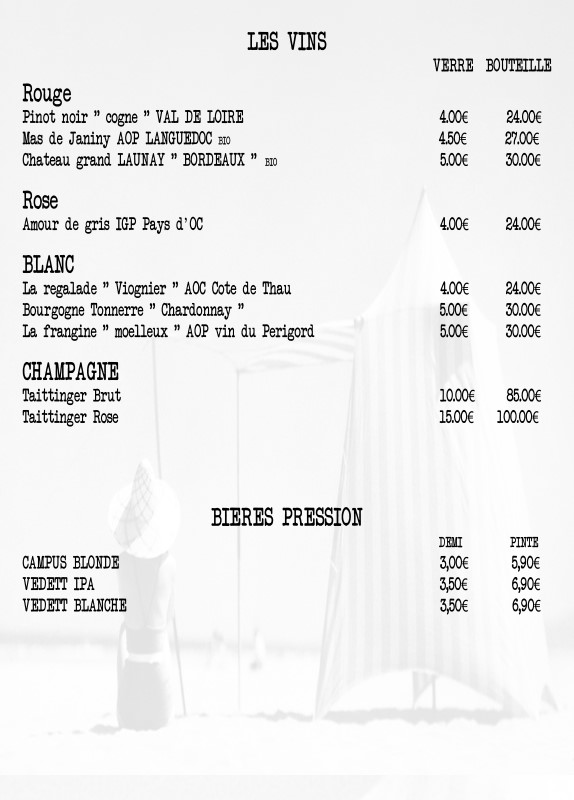 LES VINS
VERRE BOUTEILLE
Rouge
Pinot noir " cogne " VAL DE LOIRE 4.00€ 24.00€
Mas de Janiny AOP LANGUEDOC BIO 4.50€ 27.00€
Chateau grand LAUNAY " BORDEAUX " BIO 5.00€ 30.00€
Rose
Amour de gris IGP Pays d'OC 4.00€ 24.00€
BLANC
La regalade " Viognier " AOC Cote de Thau 4.00€ 24.00€
Bourgogne Tonnerre " Chardonnay " 5.00€ 30.00€
La frangine " moelleux " AOP vin du Perigord 5.00€ 30.00€
CHAMPAGNE
Taittinger Brut 10.00€ 85.00€
Taittinger Rose 15.00€ 100.00€
BIERES PRESSION
DEMI PINTE
CAMPUS BLONDE 3,00€ 5,90€
VEDETT IPA 3,50€ 6,90€
VEDETT BLANCHE 3,50€ 6,90€